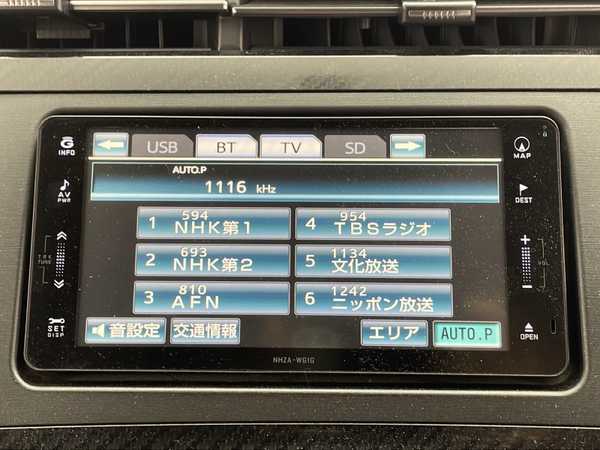 USB BT TV SD
AUTO.P
1116 kHz
1 594 NHK第1
4 954 TBSラジオ
2 693 NHK第2
5 1134 文化放送
3 810 AFN
6 1242 ニッポン放送
音設定 交通情報 エリア AUTO.P
G
INFO
AV
PWR
TRK
TUNE
SET
DISP
MAP
DEST
+
VOL
-
OPEN
NHZA-W61G